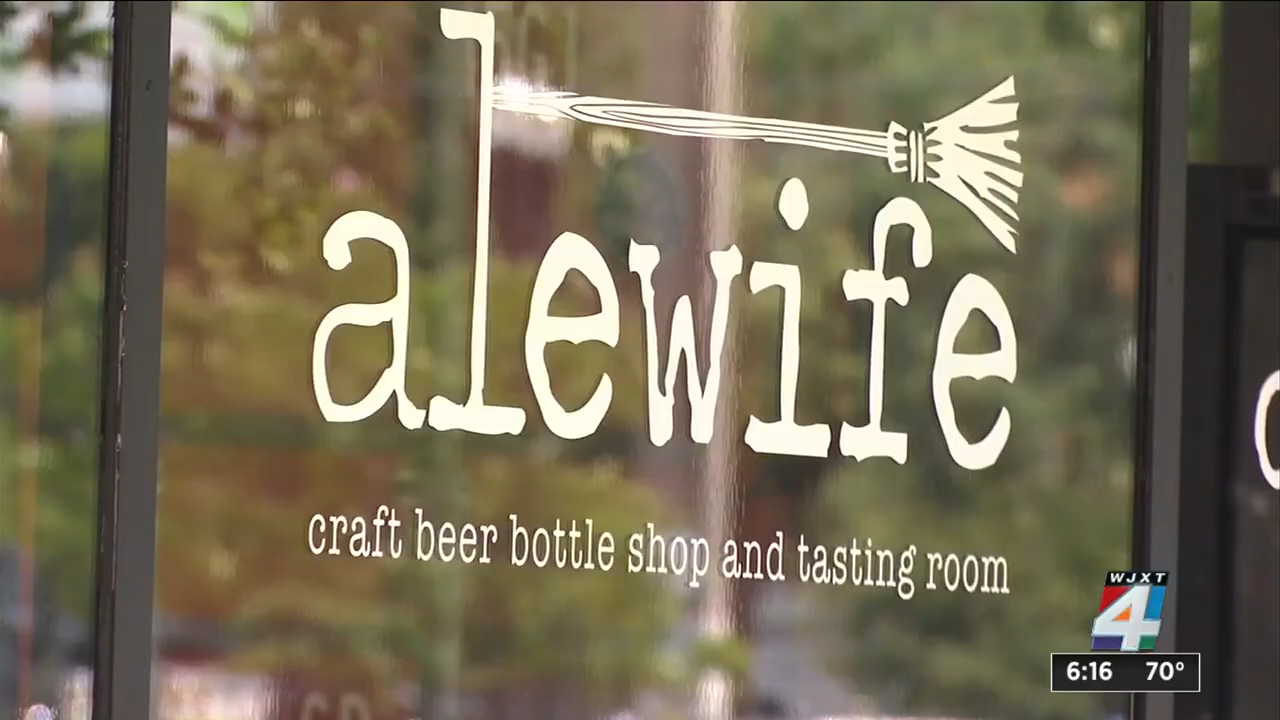 alewife
craft beer bottle shop and tasting room
WJXT
4
6:16 70°